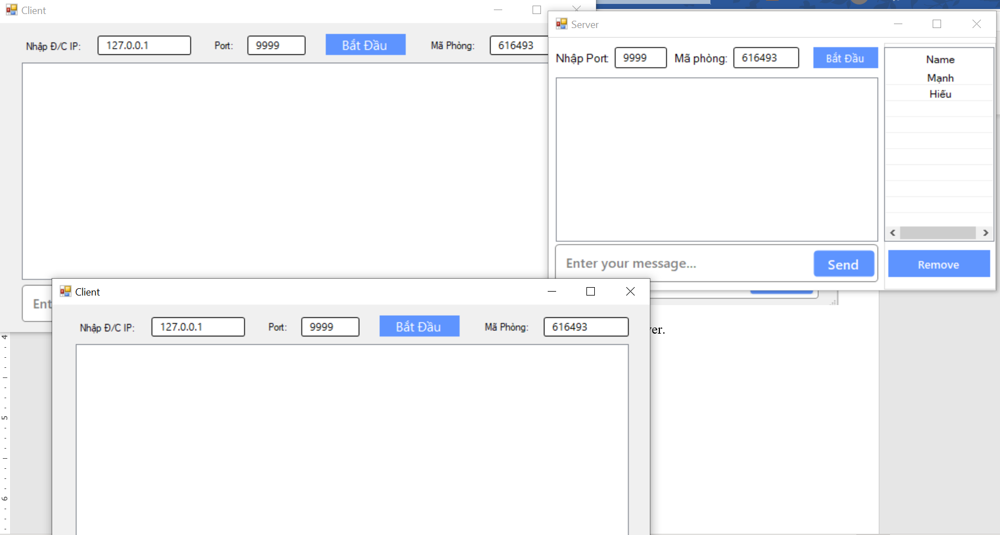 Client
Nhập Đ/C IP: 127.0.0.1 Port: 9999 Bắt Đầu Mã Phòng: 616493
Ent
Server
Nhập Port: 9999 Mã phòng: 616493 Bắt Đầu
Name
Mạnh
Hiếu
Enter your message... Send
Remove
Client
Nhập Đ/C IP: 127.0.0.1 Port: 9999 Bắt Đầu Mã Phòng: 616493
ver.
4
5
6